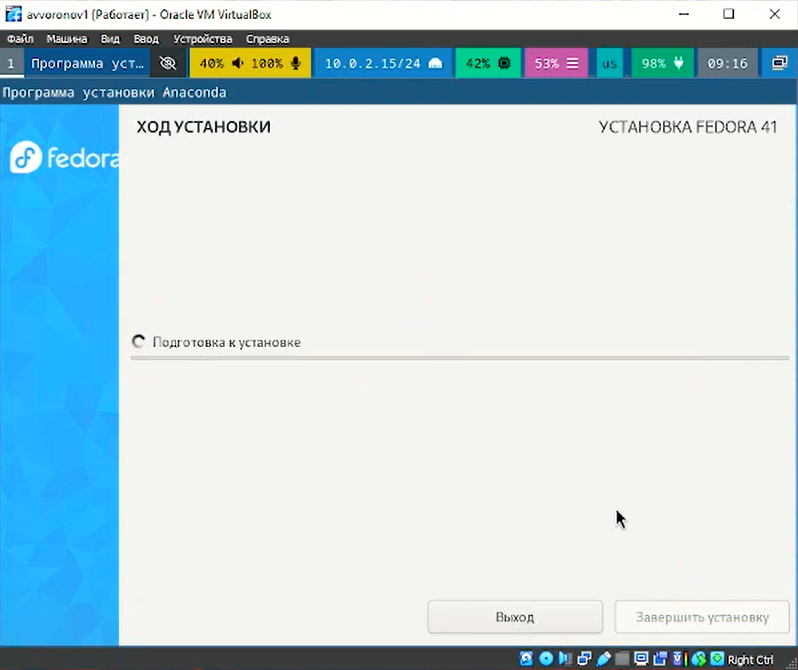 avvoronov1 [Работает] - Oracle VM VirtualBox
Файл Машина Вид Ввод Устройства Справка
1 Программа уст… 40% 100% 10.0.2.15/24 42% 53% us 98% 09:16
Программа установки Anaconda
fedora
ХОД УСТАНОВКИ
УСТАНОВКА FEDORA 41
Подготовка к установке
Выход
Завершить установку
Right Ctrl